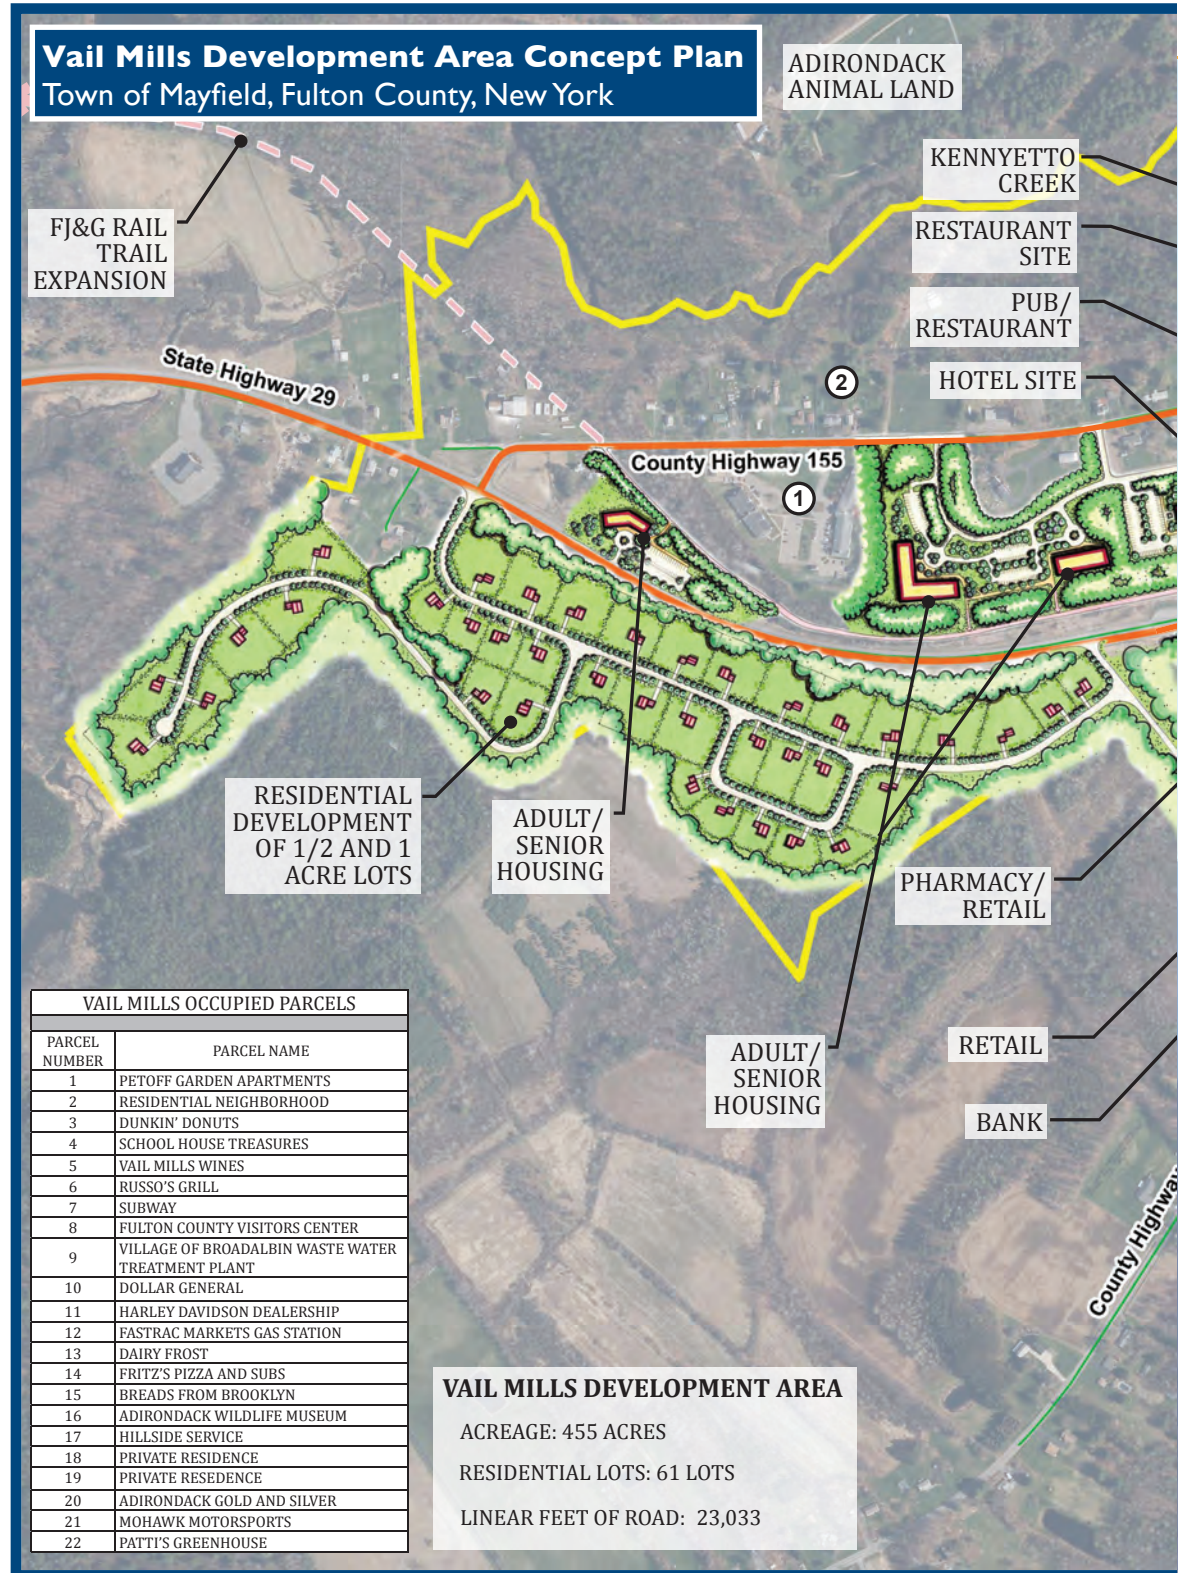 Vail Mills Development Area Concept Plan
Town of Mayfield, Fulton County, New York
ADIRONDACK
ANIMAL LAND
KENNYETTO
CREEK
FJ&G RAIL
TRAIL
EXPANSION
RESTAURANT
SITE
PUB/
RESTAURANT
HOTEL SITE
State Highway 29
2
County Highway 155
1
RESIDENTIAL
DEVELOPMENT
OF 1/2 AND 1
ACRE LOTS
ADULT/
SENIOR
HOUSING
PHARMACY/
RETAIL
ADULT/
SENIOR
HOUSING
RETAIL
BANK
County Highway
VAIL MILLS OCCUPIED PARCELS
PARCEL NUMBER PARCEL NAME
1 PETOFF GARDEN APARTMENTS
2 RESIDENTIAL NEIGHBORHOOD
3 DUNKIN' DONUTS
4 SCHOOL HOUSE TREASURES
5 VAIL MILLS WINES
6 RUSSO'S GRILL
7 SUBWAY
8 FULTON COUNTY VISITORS CENTER
9 VILLAGE OF BROADALBIN WASTE WATER
TREATMENT PLANT
10 DOLLAR GENERAL
11 HARLEY DAVIDSON DEALERSHIP
12 FASTRAC MARKETS GAS STATION
13 DAIRY FROST
14 FRITZ'S PIZZA AND SUBS
15 BREADS FROM BROOKLYN
16 ADIRONDACK WILDLIFE MUSEUM
17 HILLSIDE SERVICE
18 PRIVATE RESIDENCE
19 PRIVATE RESEDENCE
20 ADIRONDACK GOLD AND SILVER
21 MOHAWK MOTORSPORTS
22 PATTI'S GREENHOUSE
VAIL MILLS DEVELOPMENT AREA
ACREAGE: 455 ACRES
RESIDENTIAL LOTS: 61 LOTS
LINEAR FEET OF ROAD: 23,033